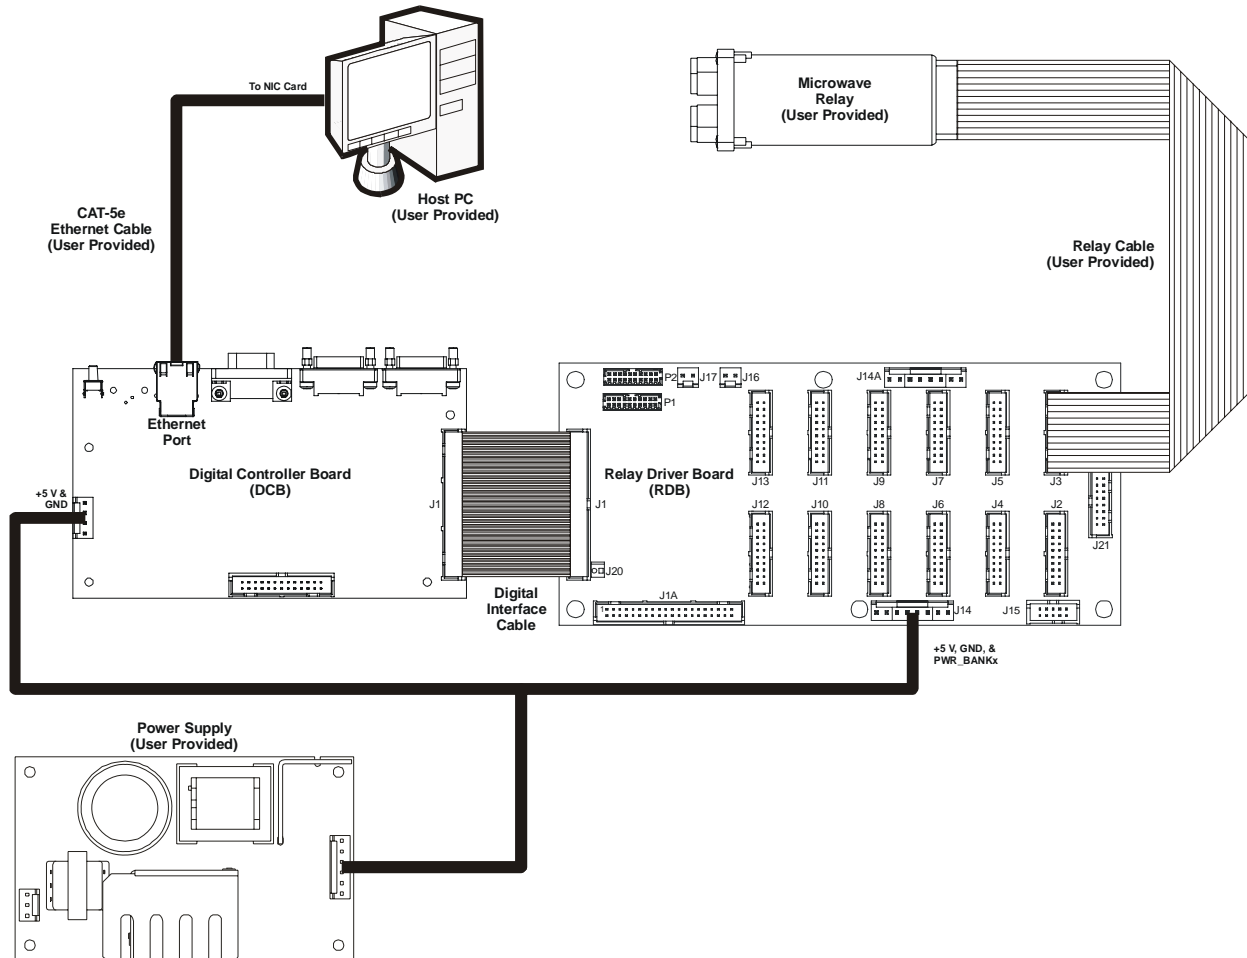 To NIC Card
Microwave
Relay
(User Provided)
Host PC
(User Provided)
CAT-5e
Ethernet Cable
(User Provided)
Relay Cable
(User Provided)
P2
J17
J16
J14A
P1
Ethernet
Port
Digital Controller Board
(DCB)
Relay Driver Board
(RDB)
J13
J11
J9
J7
J5
J3
+5 V &
GND
J1
J1
J12
J10
J8
J6
J4
J2
J21
J20
Digital
Interface
Cable
J1A
1
J14
J15
+5 V, GND, &
PWR_BANKx
Power Supply
(User Provided)